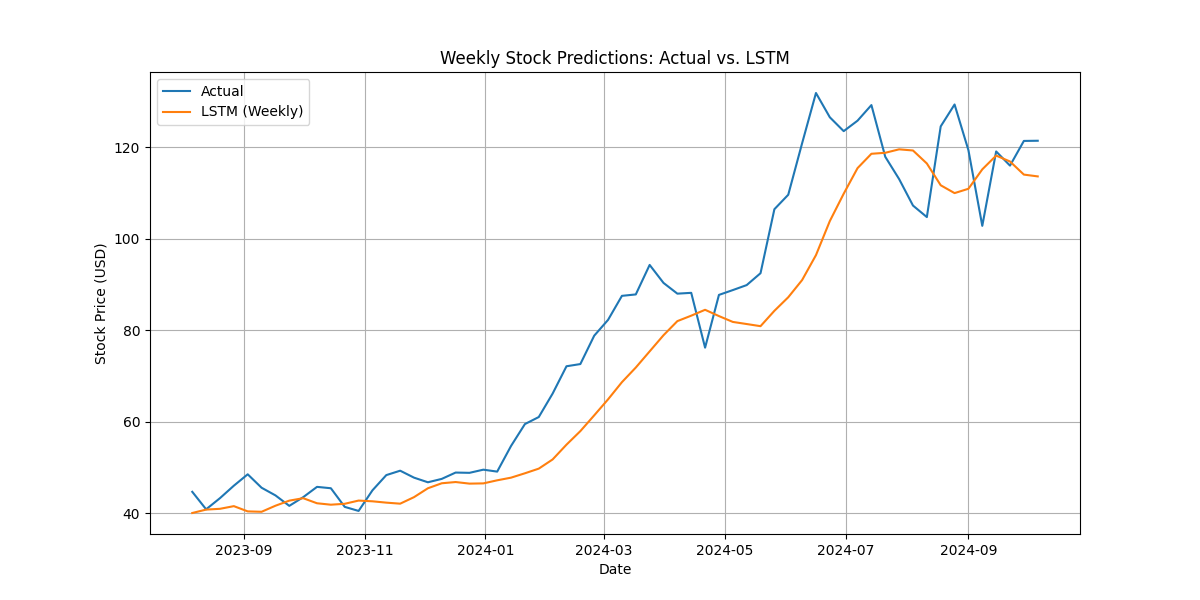 Weekly Stock Predictions: Actual vs. LSTM
Actual
LSTM (Weekly)
Stock Price (USD)
120
100
80
60
40
2023-09
2023-11
2024-01
2024-03
2024-05
2024-07
2024-09
Date